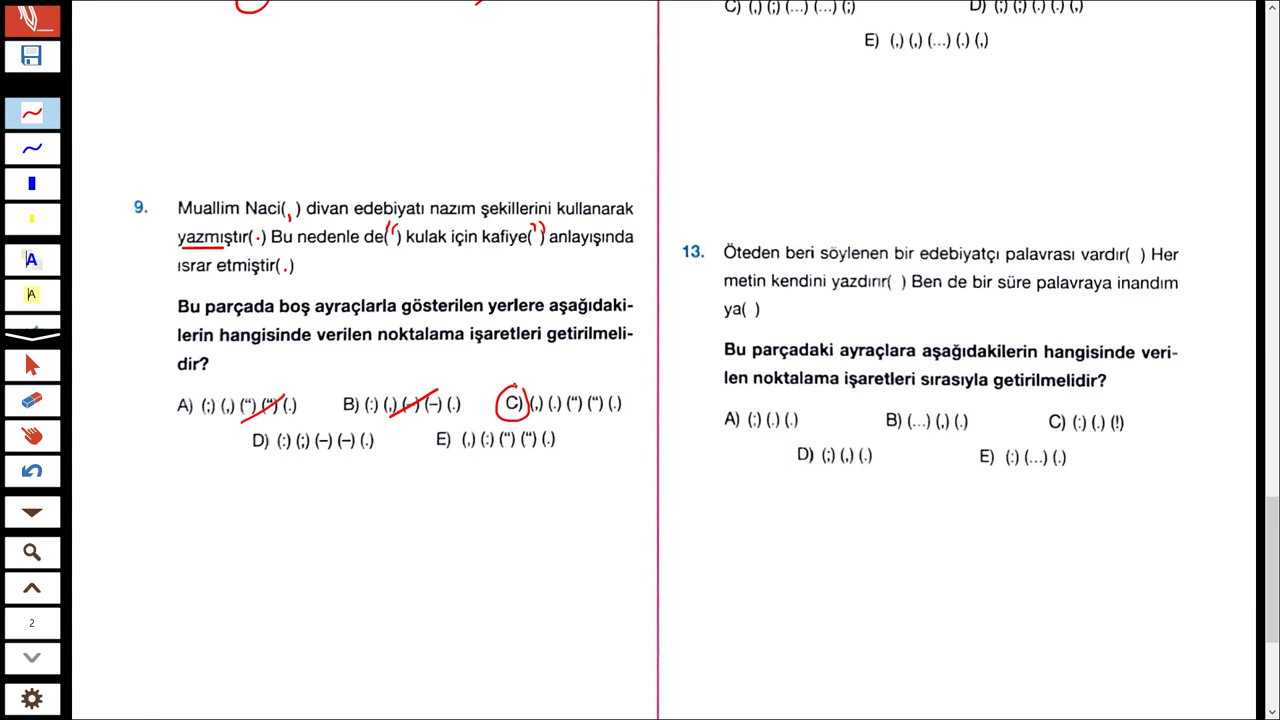 C) (,) (;) (...) (...) (;)
D) (;) (;) (.) (.) (,)
E) (,) (,) (...) (.) (,)
9. Muallim Naci(,) divan edebiyatı nazım şekillerini kullanarak
yazmıştır(.) Bu nedenle de(“) kulak için kafiye(”) anlayışında
ısrar etmiştir(.)
Bu parçada boş ayraçlarla gösterilen yerlere aşağıdaki-
lerin hangisinde verilen noktalama işaretleri getirilmeli-
dir?
A) (;) (,) (“) (“) (.) B) (:) (,) (–) (–) (.) C) (,) (.) (“) (“) (.)
D) (:) (;) (–) (–) (.) E) (,) (:) (“) (“) (.)
13. Öteden beri söylenen bir edebiyatçı palavrası vardır( ) Her
metin kendini yazdırır( ) Ben de bir süre palavraya inandım
ya( )
Bu parçadaki ayraçlara aşağıdakilerin hangisinde veri-
len noktalama işaretleri sırasıyla getirilmelidir?
A) (;) (.) (.) B) (...) (,) (.) C) (:) (.) (!)
D) (;) (,) (.) E) (:) (...) (.)
A
A
2